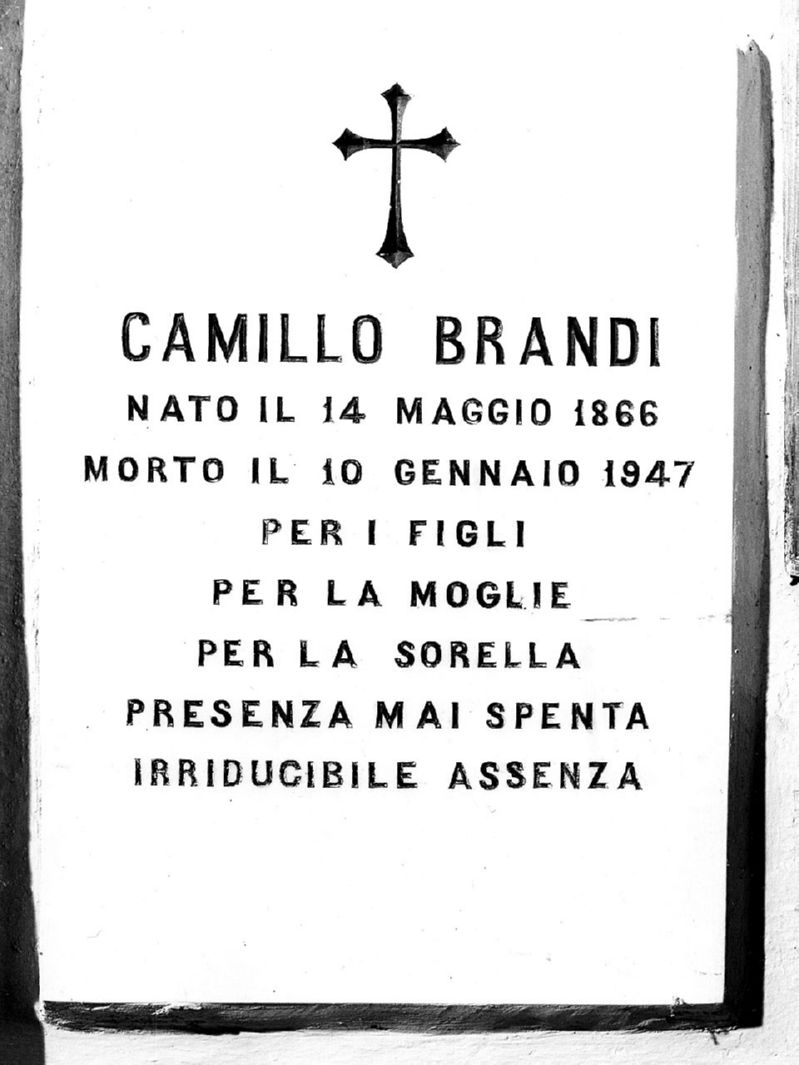 CAMILLO BRANDI
NATO IL 14 MAGGIO 1866
MORTO IL 10 GENNAIO 1947
PER I FIGLI
PER LA MOGLIE
PER LA SORELLA
PRESENZA MAI SPENTA
IRRIDUCIBILE ASSENZA